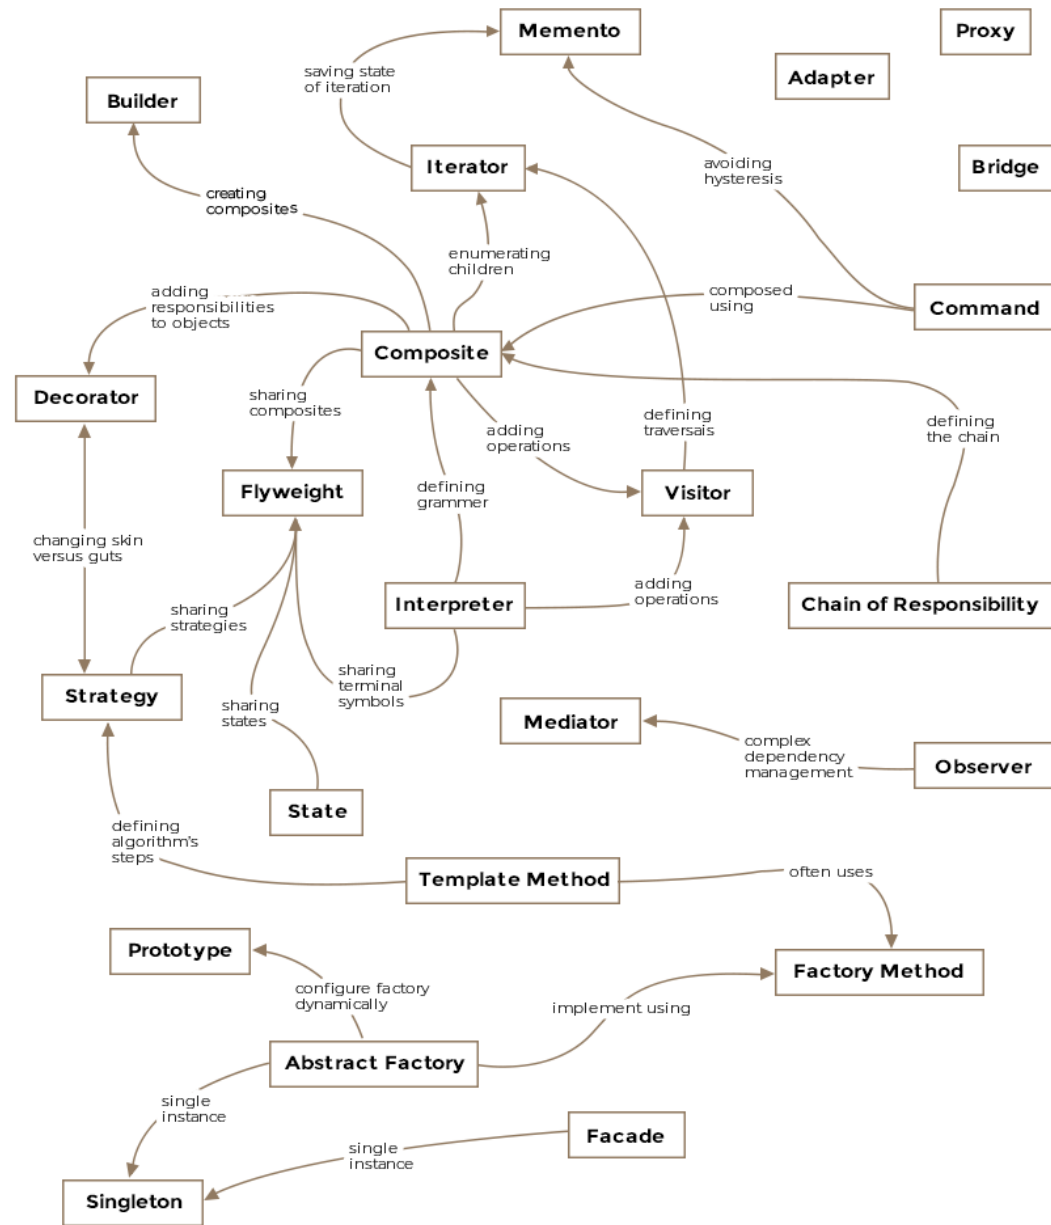 Memento
Proxy
Adapter
saving state
of iteration
Builder
Iterator
avoiding
hysteresis
Bridge
creating
composites
enumerating
children
adding
responsibilities
to objects
composed
using
Command
Composite
Decorator
sharing
composites
adding
operations
defining
traversais
defining
the chain
Flyweight
defining
grammer
Visitor
changing skin
versus guts
sharing
strategies
Interpreter
adding
operations
Chain of Responsibility
Strategy
sharing
states
sharing
terminal
symbols
Mediator
complex
dependency
management
Observer
State
defining
algorithm's
steps
Template Method
often uses
Prototype
Factory Method
configure factory
dynamically
implement using
Abstract Factory
single
instance
Facade
single
instance
Singleton